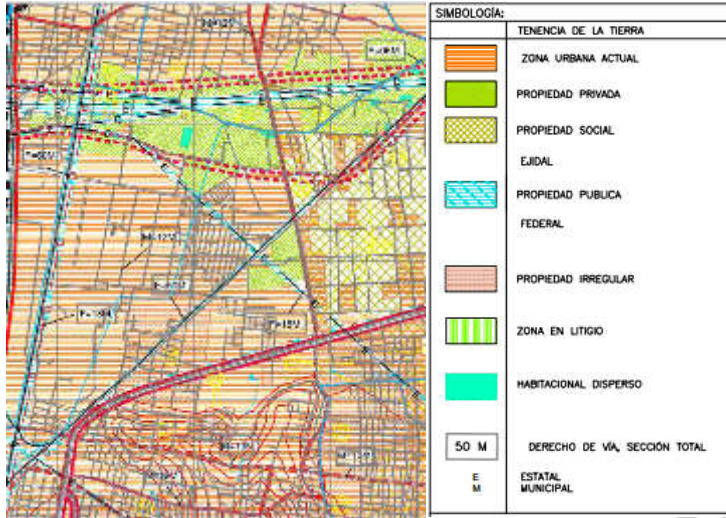 SIMBOLOGÍA:
TENENCIA DE LA TIERRA
ZONA URBANA ACTUAL
PROPIEDAD PRIVADA
PROPIEDAD SOCIAL
EJIDAL
PROPIEDAD PUBLICA
FEDERAL
PROPIEDAD IRREGULAR
ZONA EN LITIGIO
HABITACIONAL DISPERSO
50 M
DERECHO DE VÍA, SECCIÓN TOTAL
E ESTATAL
M MUNICIPAL